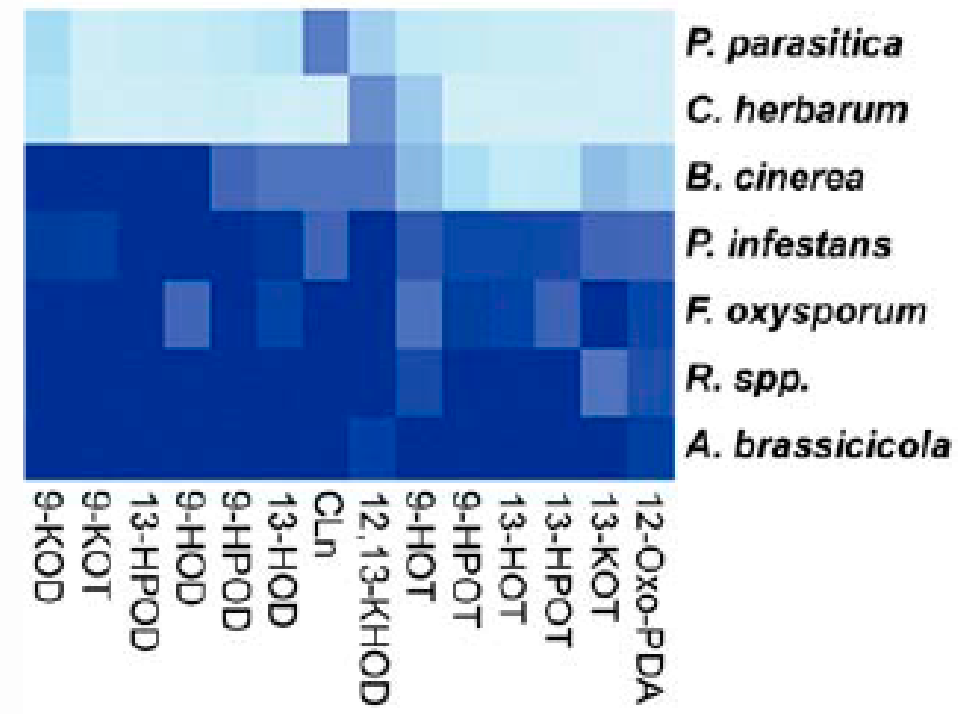 P. parasitica
C. herbarum
B. cinerea
P. infestans
F. oxysporum
R. spp.
A. brassicicola
9-KOD
9-KOT
13-HPOD
9-HOD
9-HPOD
13-HOD
CLn
12,13-KHOD
9-HOT
9-HPOT
13-HOT
13-HPOT
13-KOT
12-Oxo-PDA